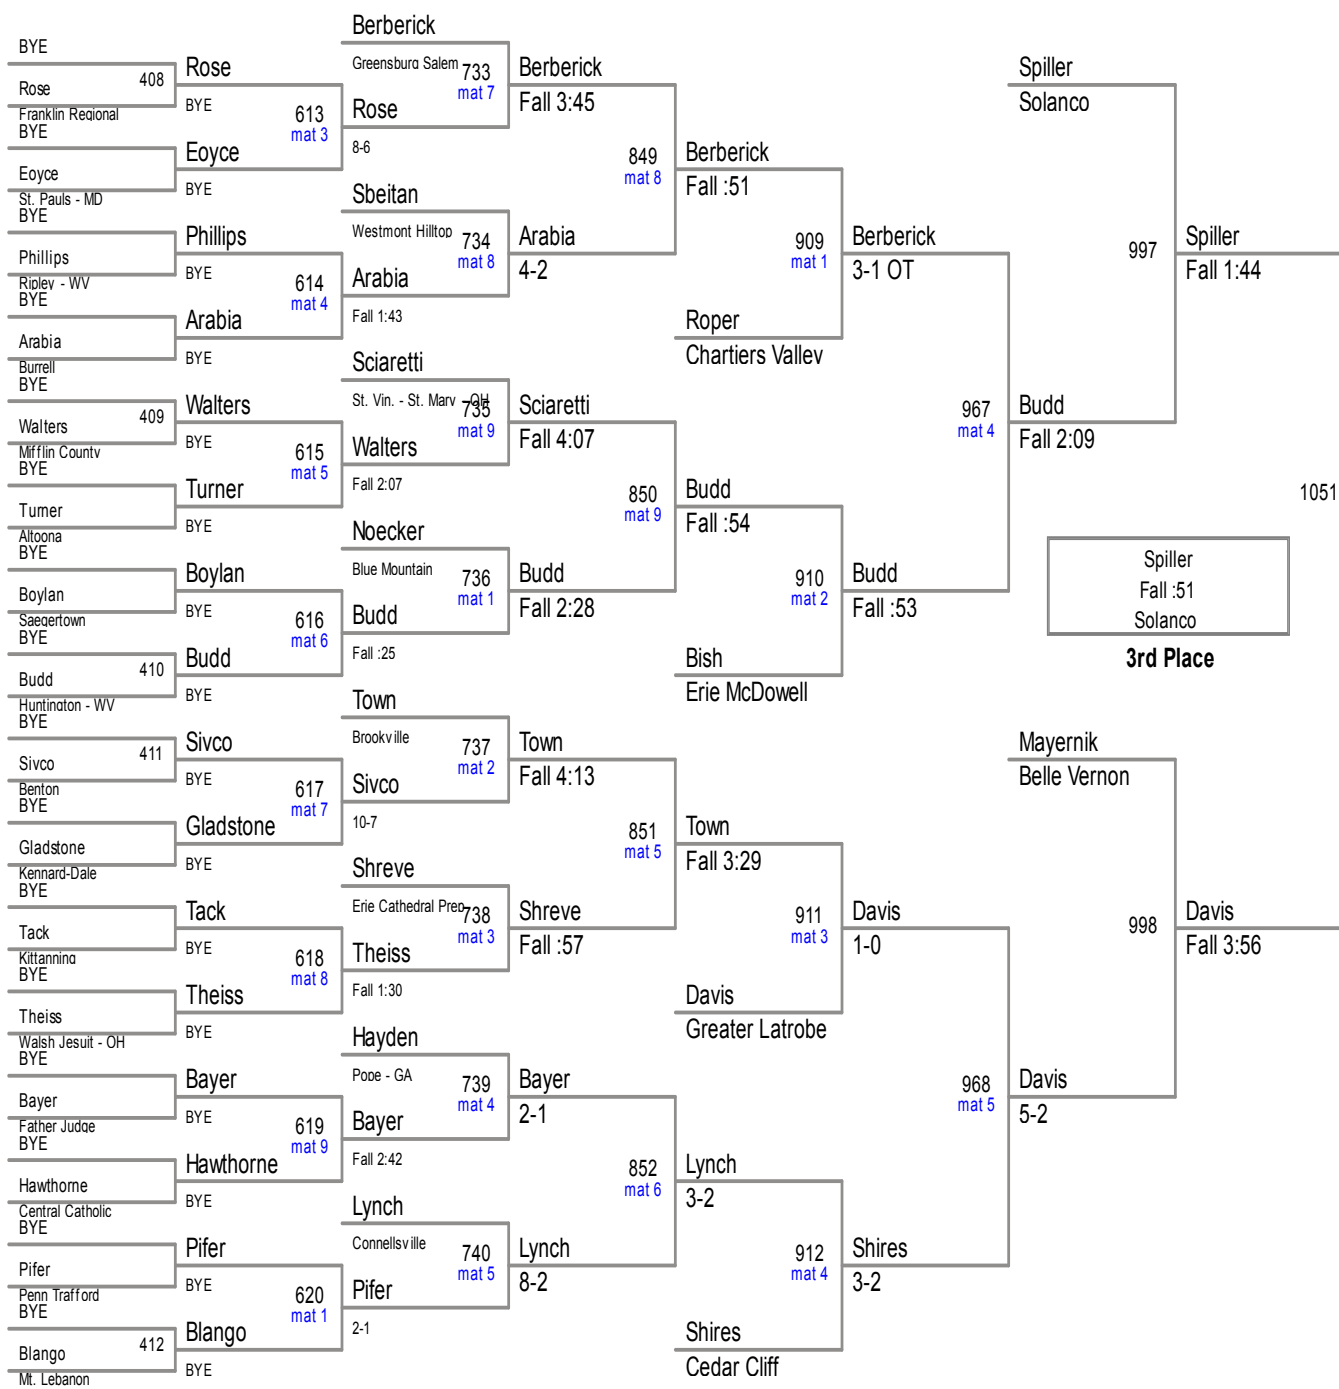 BYE
408
Rose
Franklin Regional
BYE
Eoyce
St. Pauls - MD
BYE
Phillips
Ripley - WV
BYE
Arabia
Burrell
BYE
409
Walters
Mifflin County
BYE
Turner
Altoona
BYE
Boylan
Saegertown
BYE
410
Budd
Huntington - WV
BYE
411
Sivco
Benton
BYE
Gladstone
Kennard-Dale
BYE
Tack
Kittanning
BYE
Theiss
Walsh Jesuit - OH
BYE
Bayer
Father Judge
BYE
Hawthorne
Central Catholic
BYE
Pifer
Penn Trafford
BYE
412
Blango
Mt. Lebanon
Rose
BYE
613
mat 3
Eoyce
BYE
Phillips
BYE
614
mat 4
Arabia
BYE
Walters
BYE
615
mat 5
Turner
BYE
Boylan
BYE
616
mat 6
Budd
BYE
Sivco
BYE
617
mat 7
Gladstone
BYE
Tack
BYE
618
mat 8
Theiss
BYE
Bayer
BYE
619
mat 9
Hawthorne
BYE
Pifer
BYE
620
mat 1
Blango
BYE
Berberick
Greensburg Salem
733
mat 7
Rose
8-6
Sbeitan
Westmont Hilltop
734
mat 8
Arabia
Fall 1:43
Sciaretti
St. Vin. - St. Mary - OH
735
mat 9
Walters
Fall 2:07
Noecker
Blue Mountain
736
mat 1
Budd
Fall :25
Town
Brookville
737
mat 2
Sivco
10-7
Shreve
Erie Cathedral Prep
738
mat 3
Theiss
Fall 1:30
Hayden
Pope - GA
739
mat 4
Bayer
Fall 2:42
Lynch
Connellsville
740
mat 5
Pifer
2-1
Berberick
Fall 3:45
849
mat 8
Arabia
4-2
Sciaretti
Fall 4:07
850
mat 9
Budd
Fall 2:28
Town
Fall 4:13
851
mat 5
Shreve
Fall :57
Bayer
2-1
852
mat 6
Lynch
8-2
Berberick
Fall :51
909
mat 1
Roper
Chartiers Valley
Budd
Fall :54
910
mat 2
Bish
Erie McDowell
Town
Fall 3:29
911
mat 3
Davis
Greater Latrobe
Lynch
3-2
912
mat 4
Shires
Cedar Cliff
Berberick
3-1 OT
967
mat 4
Budd
Fall :53
Davis
1-0
968
mat 5
Shires
3-2
Spiller
Solanco
997
Budd
Fall 2:09
Mayernik
Belle Vernon
998
Davis
5-2
Spiller
Fall 1:44
1051
Davis
Fall 3:56
Spiller
Fall :51
Solanco
3rd Place